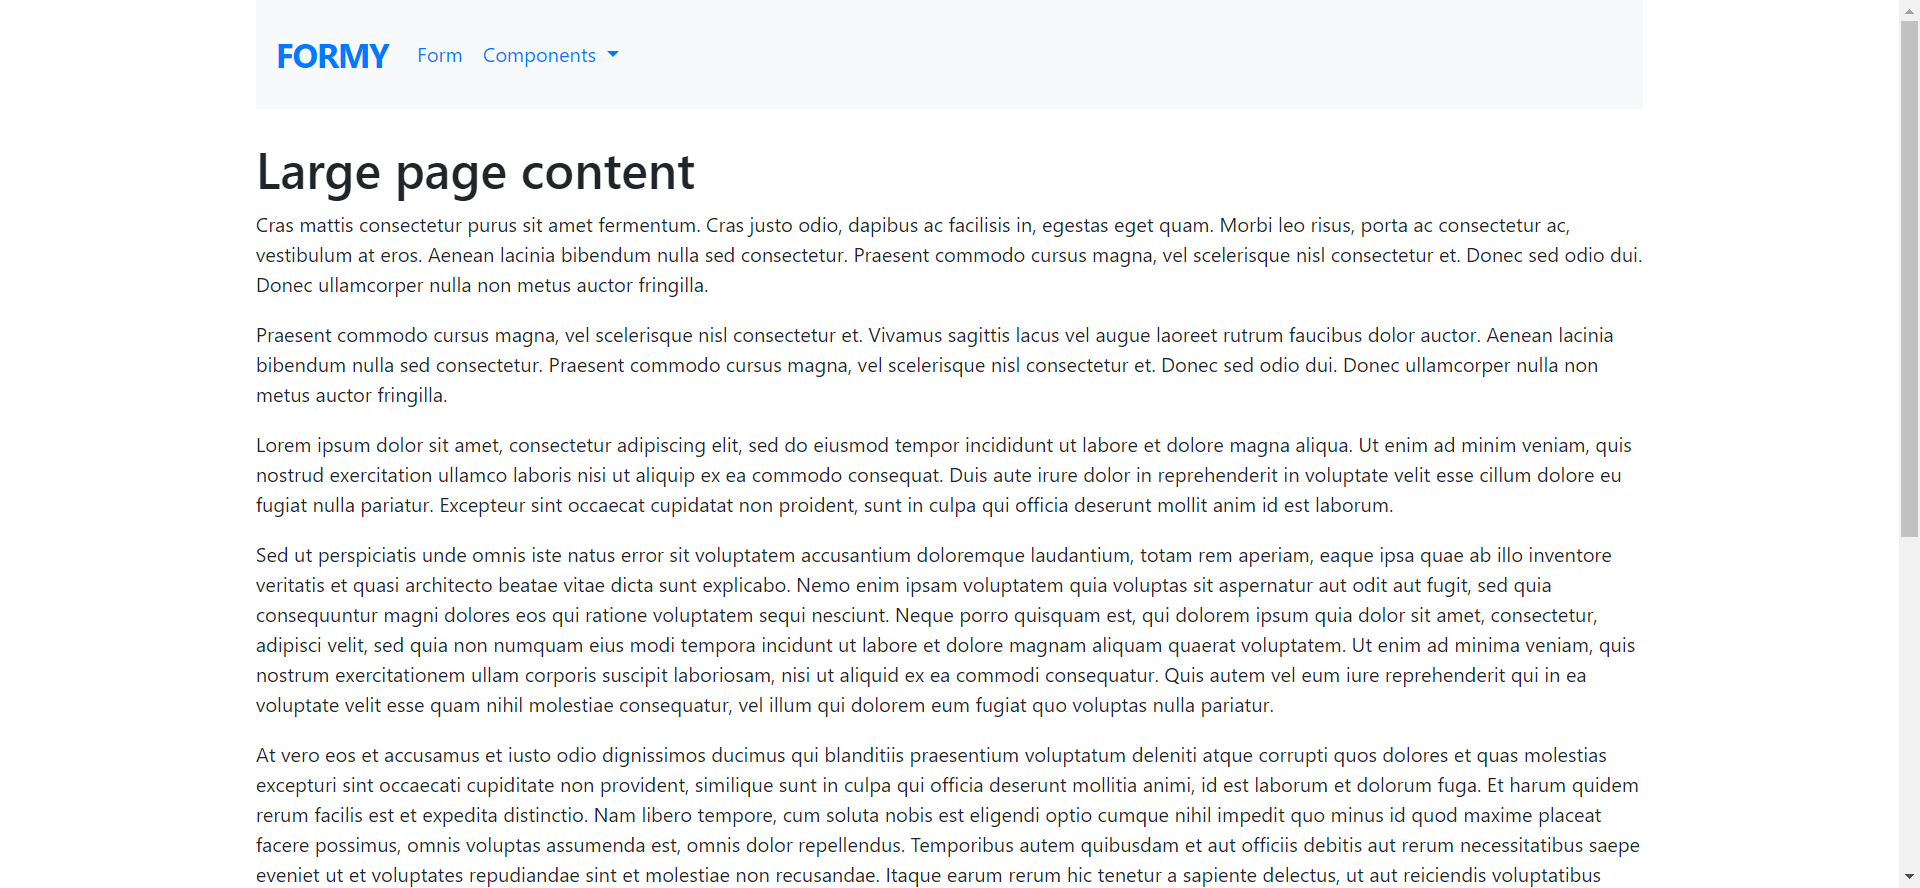 FORMY Form Components
Large page content
Cras mattis consectetur purus sit amet fermentum. Cras justo odio, dapibus ac facilisis in, egestas eget quam. Morbi leo risus, porta ac consectetur ac,
vestibulum at eros. Aenean lacinia bibendum nulla sed consectetur. Praesent commodo cursus magna, vel scelerisque nisl consectetur et. Donec sed odio dui.
Donec ullamcorper nulla non metus auctor fringilla.
Praesent commodo cursus magna, vel scelerisque nisl consectetur et. Vivamus sagittis lacus vel augue laoreet rutrum faucibus dolor auctor. Aenean lacinia
bibendum nulla sed consectetur. Praesent commodo cursus magna, vel scelerisque nisl consectetur et. Donec sed odio dui. Donec ullamcorper nulla non
metus auctor fringilla.
Lorem ipsum dolor sit amet, consectetur adipiscing elit, sed do eiusmod tempor incididunt ut labore et dolore magna aliqua. Ut enim ad minim veniam, quis
nostrud exercitation ullamco laboris nisi ut aliquip ex ea commodo consequat. Duis aute irure dolor in reprehenderit in voluptate velit esse cillum dolore eu
fugiat nulla pariatur. Excepteur sint occaecat cupidatat non proident, sunt in culpa qui officia deserunt mollit anim id est laborum.
Sed ut perspiciatis unde omnis iste natus error sit voluptatem accusantium doloremque laudantium, totam rem aperiam, eaque ipsa quae ab illo inventore
veritatis et quasi architecto beatae vitae dicta sunt explicabo. Nemo enim ipsam voluptatem quia voluptas sit aspernatur aut odit aut fugit, sed quia
consequuntur magni dolores eos qui ratione voluptatem sequi nesciunt. Neque porro quisquam est, qui dolorem ipsum quia dolor sit amet, consectetur,
adipisci velit, sed quia non numquam eius modi tempora incidunt ut labore et dolore magnam aliquam quaerat voluptatem. Ut enim ad minima veniam, quis
nostrum exercitationem ullam corporis suscipit laboriosam, nisi ut aliquid ex ea commodi consequatur. Quis autem vel eum iure reprehenderit qui in ea
voluptate velit esse quam nihil molestiae consequatur, vel illum qui dolorem eum fugiat quo voluptas nulla pariatur.
At vero eos et accusamus et iusto odio dignissimos ducimus qui blanditiis praesentium voluptatum deleniti atque corrupti quos dolores et quas molestias
excepturi sint occaecati cupiditate non provident, similique sunt in culpa qui officia deserunt mollitia animi, id est laborum et dolorum fuga. Et harum quidem
rerum facilis est et expedita distinctio. Nam libero tempore, cum soluta nobis est eligendi optio cumque nihil impedit quo minus id quod maxime placeat
facere possimus, omnis voluptas assumenda est, omnis dolor repellendus. Temporibus autem quibusdam et aut officiis debitis aut rerum necessitatibus saepe
eveniet ut et voluptates repudiandae sint et molestiae non recusandae. Itaque earum rerum hic tenetur a sapiente delectus, ut aut reiciendis voluptatibus